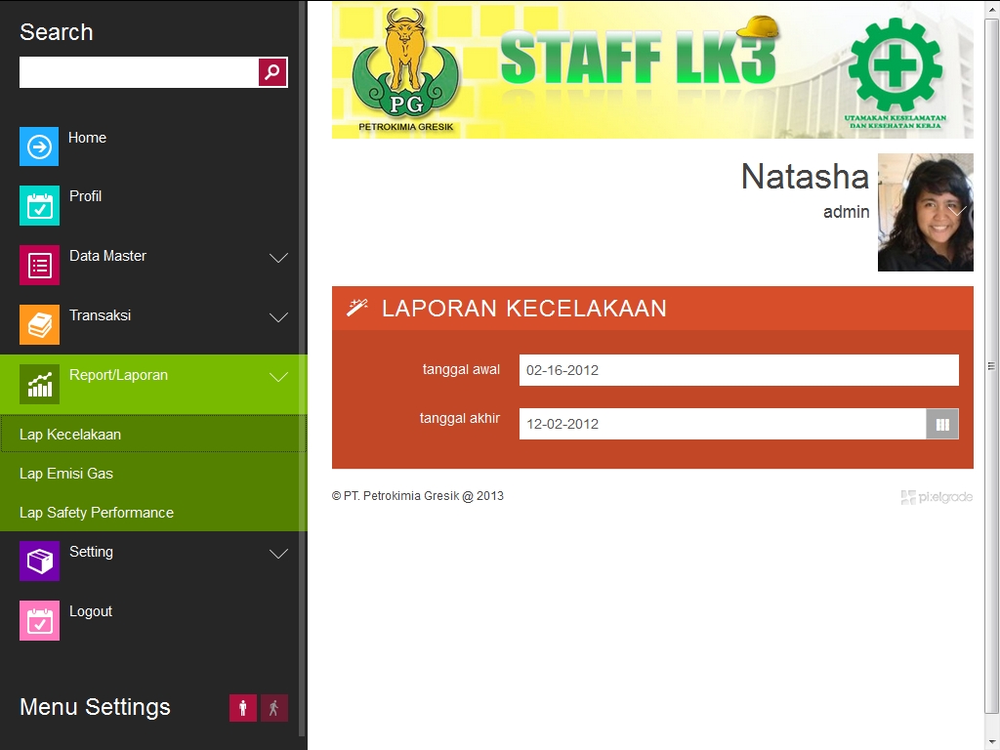 Search
Home
Profil
Data Master
Transaksi
Report/Laporan
Lap Kecelakaan
Lap Emisi Gas
Lap Safety Performance
Setting
Logout
Menu Settings
PG
PETROKIMIA GRESIK
STAFF LK3
UTAMAKAN KESELAMATAN
DAN KESEHATAN KERJA
Natasha
admin
LAPORAN KECELAKAAN
tanggal awal 02-16-2012
tanggal akhir 12-02-2012
© PT. Petrokimia Gresik @ 2013
pixelgrade